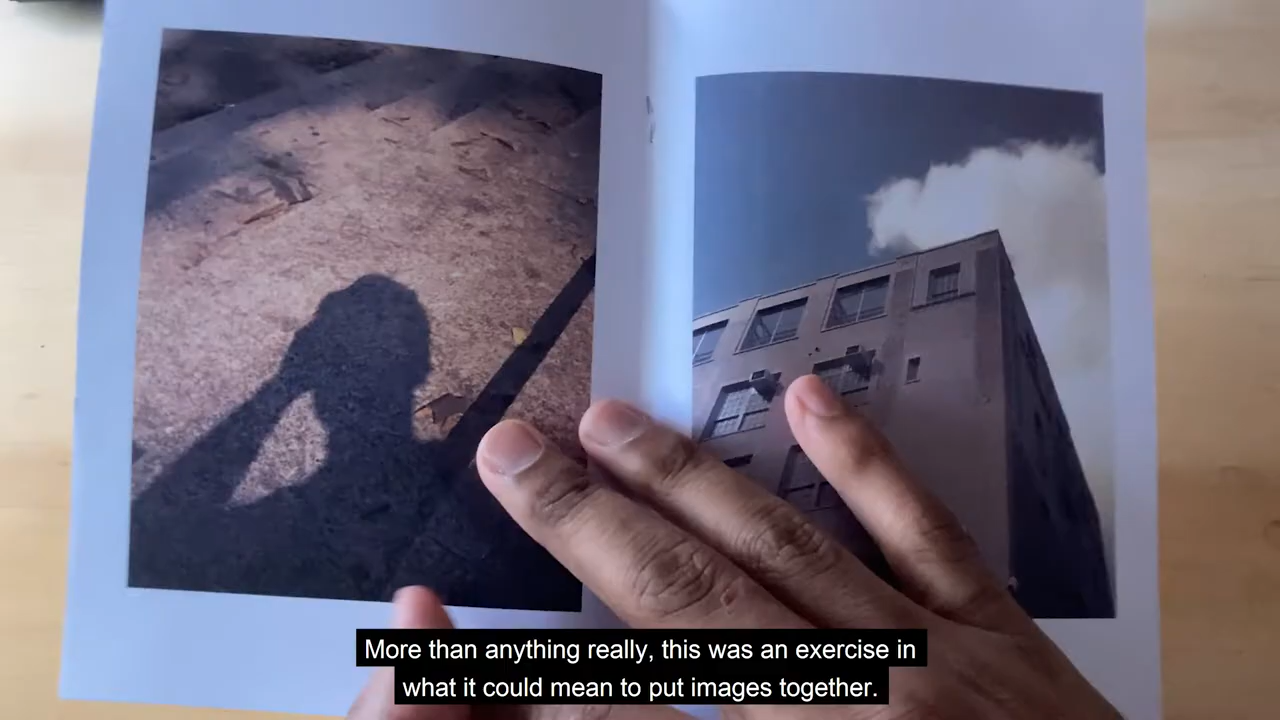 More than anything really, this was an exercise in
what it could mean to put images together.